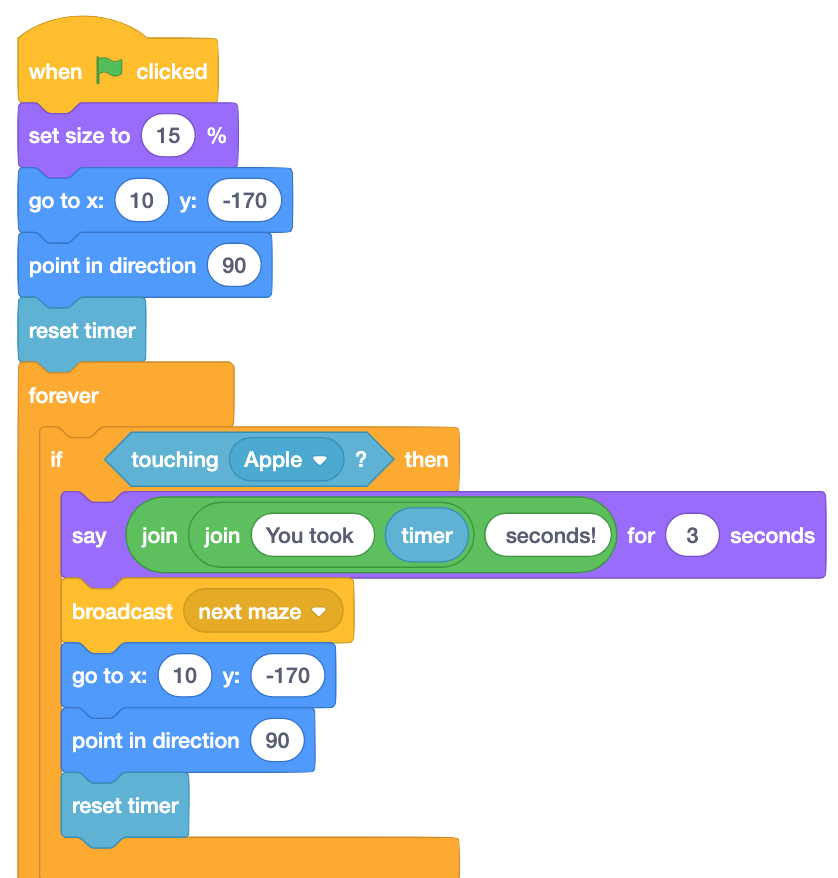 when clicked
set size to 15 %
go to x: 10 y: -170
point in direction 90
reset timer
forever
if touching Apple ? then
say join join You took timer seconds! for 3 seconds
broadcast next maze
go to x: 10 y: -170
point in direction 90
reset timer